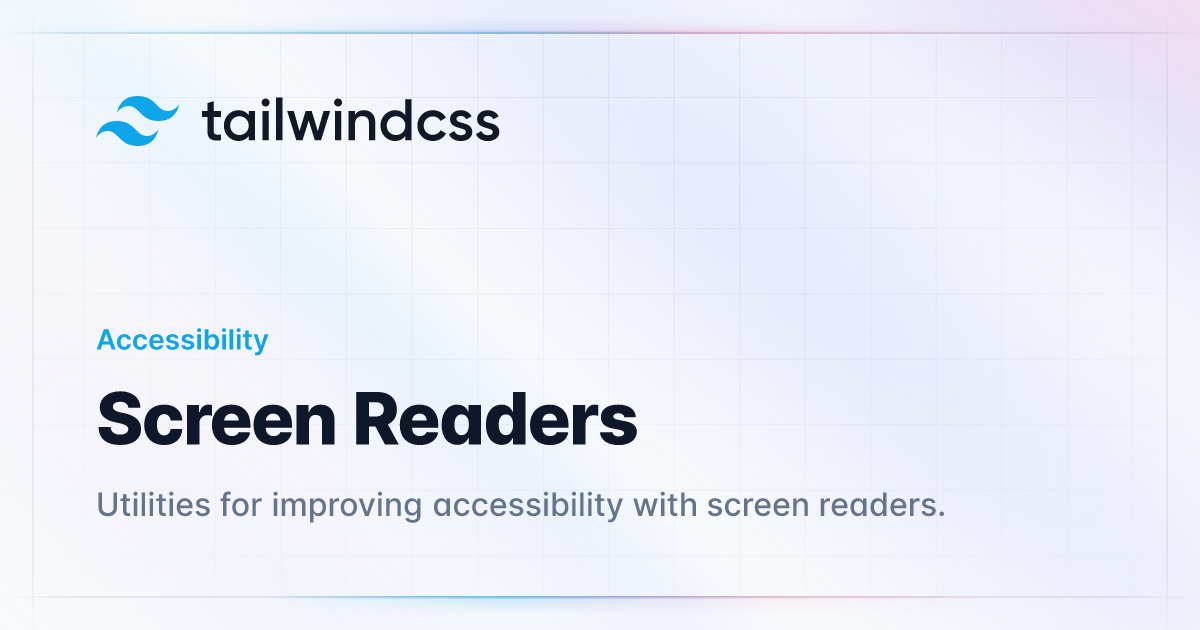 tailwindcss
Accessibility
Screen Readers
Utilities for improving accessibility with screen readers.